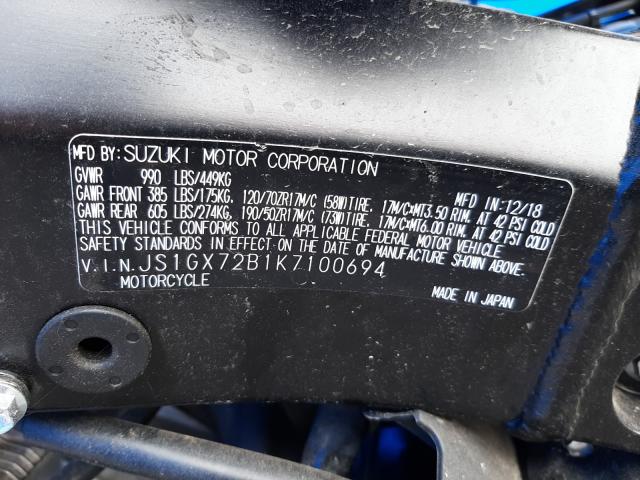 MFD BY: SUZUKI MOTOR CORPORATION
GVWR 990 LBS/449KG MFD IN: 12/18
GAWR FRONT 385 LBS/175KG, 120/70ZR17M/C (58W)TIRE, 17M/C×MT3.50 RIM, AT 42 PSI COLD
GAWR REAR 605 LBS/274KG, 190/50ZR17M/C (73W)TIRE, 17M/C×MT6.00 RIM, AT 42 PSI COLD
THIS VEHICLE CONFORMS TO ALL APPLICABLE FEDERAL MOTOR VEHICLE
SAFETY STANDARDS IN EFFECT ON THE DATE OF MANUFACTURE SHOWN ABOVE.
V.I.N. JS1GX72B1K7100694
MOTORCYCLE MADE IN JAPAN